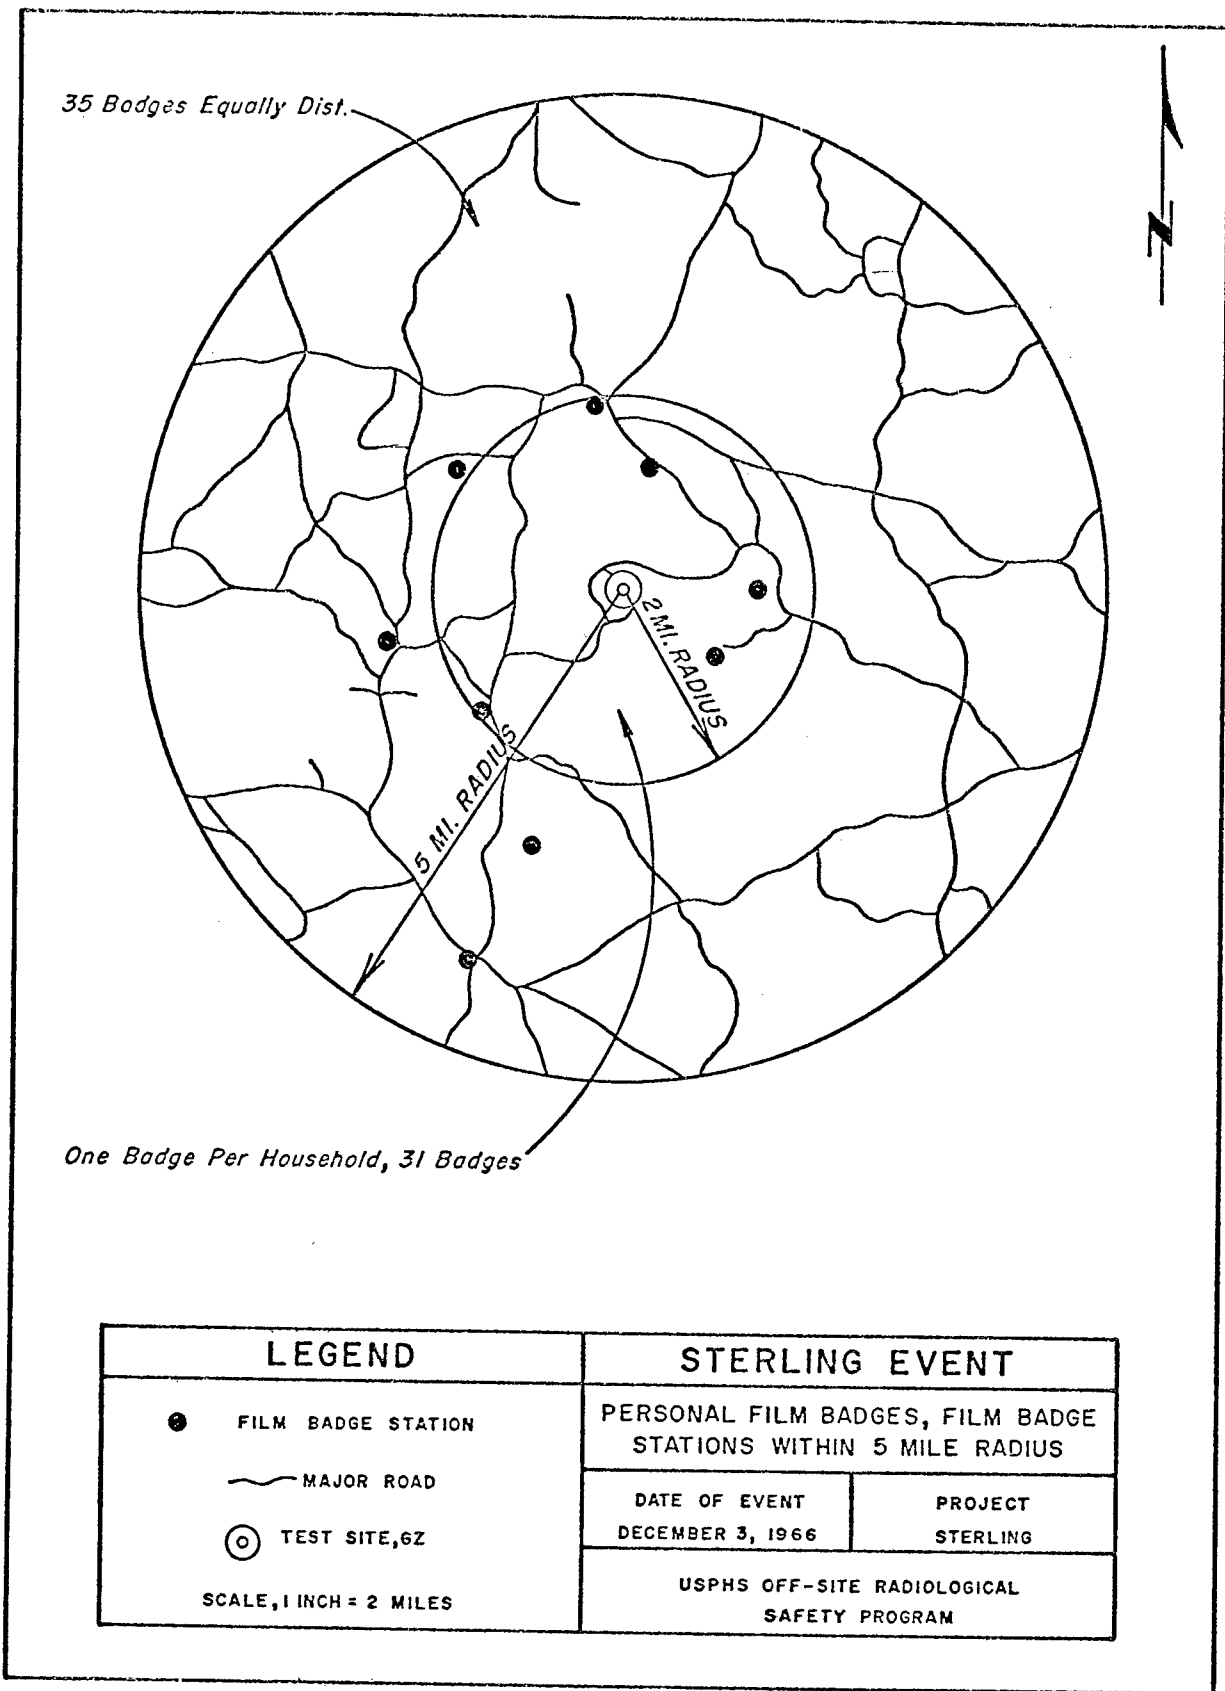 35 Badges Equally Dist.
N
2 MI. RADIUS
5 MI. RADIUS
One Badge Per Household, 31 Badges
LEGEND
FILM BADGE STATION
MAJOR ROAD
TEST SITE, GZ
SCALE, 1 INCH = 2 MILES
STERLING EVENT
PERSONAL FILM BADGES, FILM BADGE
STATIONS WITHIN 5 MILE RADIUS
DATE OF EVENT
DECEMBER 3, 1966
PROJECT
STERLING
USPHS OFF-SITE RADIOLOGICAL
SAFETY PROGRAM